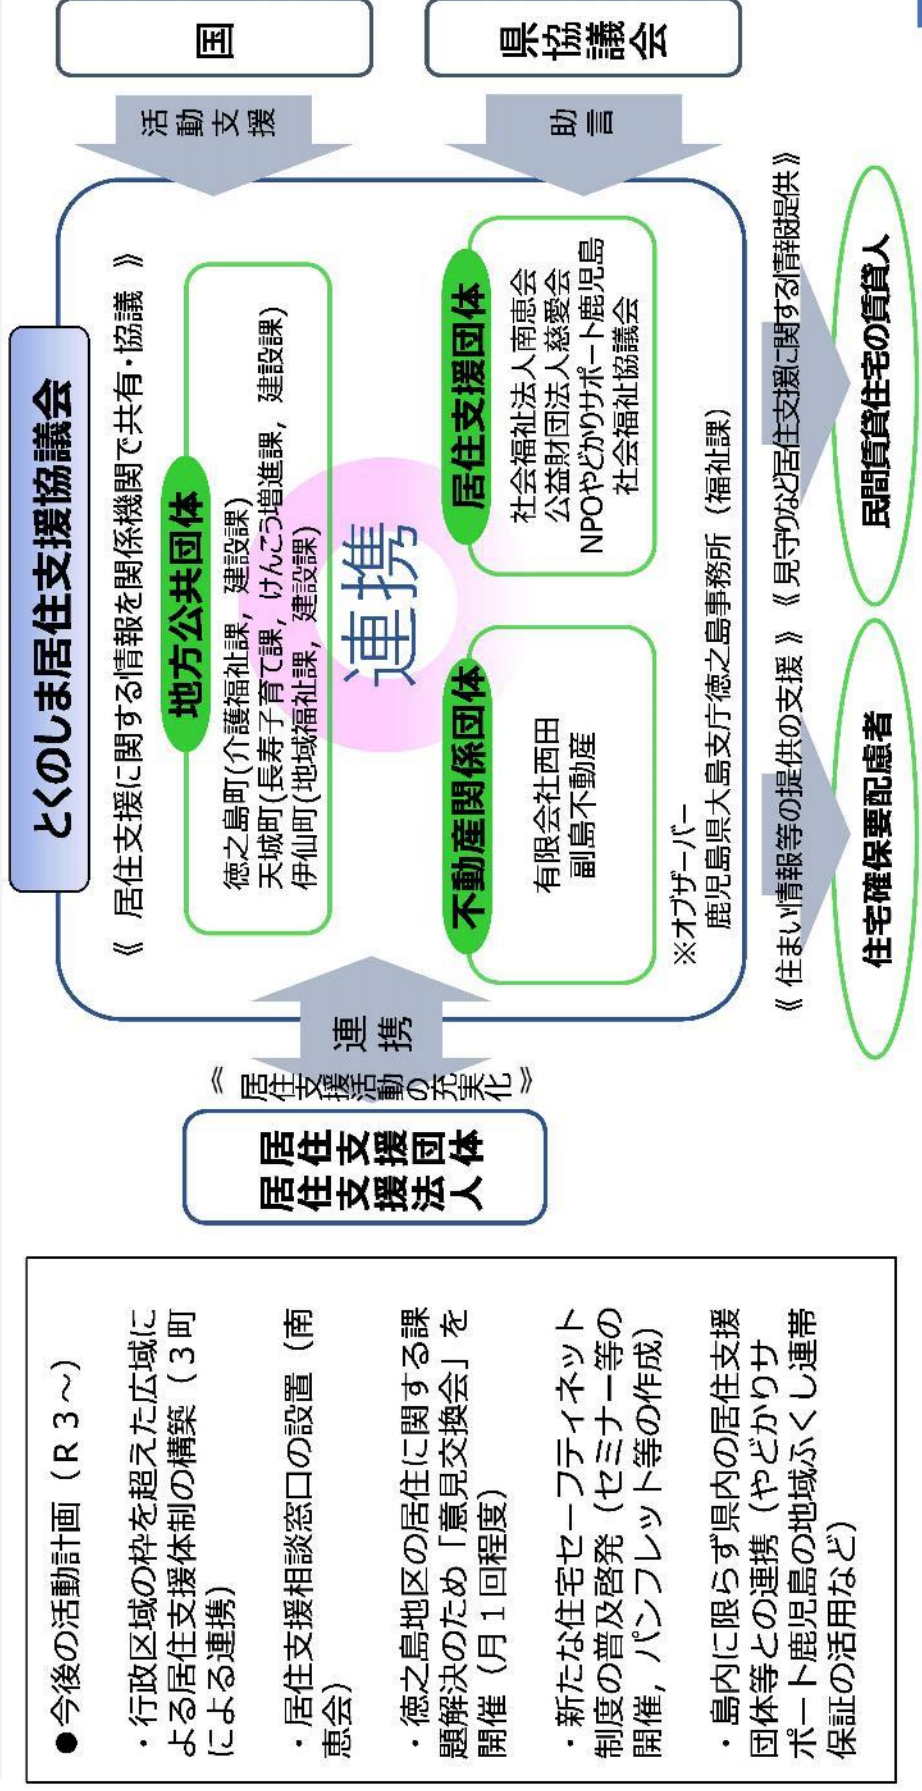 ●今後の活動計画（R３～）
・行政区域の枠を超えた広域に
よる居住支援体制の構築（３町
による連携）
・居住支援相談窓口の設置（南
恵会）
・徳之島地区の居住に関する課
題解決のため「意見交換会」を
開催（月１回程度）
・新たな住宅セーフティネット
制度の普及啓発（セミナー等の
開催，パンフレット等の作成）
・島内に限らず県内の居住支援
団体等との連携（やどかりサ
ポート鹿児島の地域ふくし連帯
保証の活用など）
とくのしま居住支援協議会
《 居住支援に関する情報を関係機関で共有・協議 》
地方公共団体
徳之島町(介護福祉課，建設課)
天城町(長寿子育て課，けんこう増進課，建設課)
伊仙町(地域福祉課，建設課)
連携
不動産関係団体
有限会社西田
副島不動産
居住支援団体
社会福祉法人南恵会
公益財団法人慈愛会
NPOやどかりサポート鹿児島
社会福祉協議会
※オブザーバー
鹿児島県大島支庁徳之島事務所（福祉課）
居住支援法人
居住支援団体
《居住支援活動の充実化》
連携
国
活動支援
県協議会
助言
《 住まい情報等の提供の支援 》
《 見守りなど居住支援に関する情報提供 》
住宅確保要配慮者
民間賃貸住宅の賃貸人